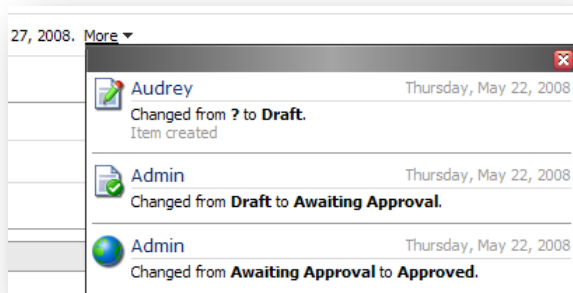 27, 2008. More
Audrey Thursday, May 22, 2008
Changed from ? to Draft.
Item created
Admin Thursday, May 22, 2008
Changed from Draft to Awaiting Approval.
Admin Thursday, May 22, 2008
Changed from Awaiting Approval to Approved.